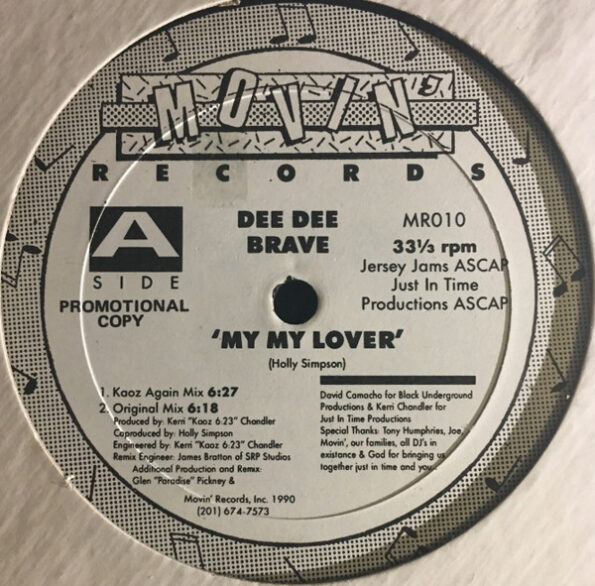 MOVIN'
RECORDS
A
SIDE
PROMOTIONAL
COPY
DEE DEE
BRAVE
MR010
33⅓ rpm
Jersey Jams ASCAP
Just In Time
Productions ASCAP
'MY MY LOVER'
(Holly Simpson)
1. Kaoz Again Mix 6:27
2. Original Mix 6:18
Produced by: Kerri "Kaoz 6:23" Chandler
Coproduced by: Holly Simpson
Engineered by: Kerri "Kaoz 6:23" Chandler
Remix Engineer: James Bratton of SRP Studios
Additional Production and Remix:
Glen "Paradise" Pickney &
David Camacho for Black Underground
Productions & Kerri Chandler for
Just In Time Productions
Special Thanks: Tony Humphries, Joe,
Movin', our families, all DJ's in
existance & God for bringing us
together just in time and you..
Movin' Records, Inc. 1990
(201) 674-7573